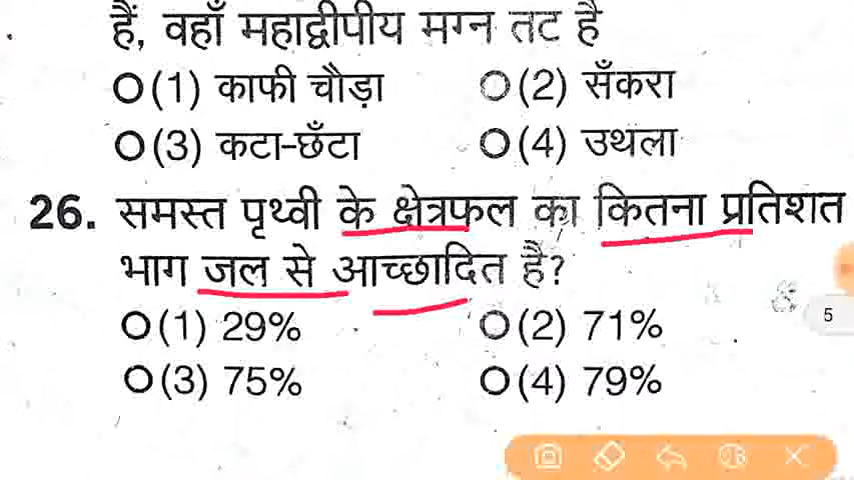 हैं, वहाँ महाद्वीपीय मग्न तट है
(1) काफी चौड़ा (2) सँकरा
(3) कटा-छँटा (4) उथला
26. समस्त पृथ्वी के क्षेत्रफल का कितना प्रतिशत
भाग जल से आच्छादित है?
(1) 29% (2) 71%
(3) 75% (4) 79%
5